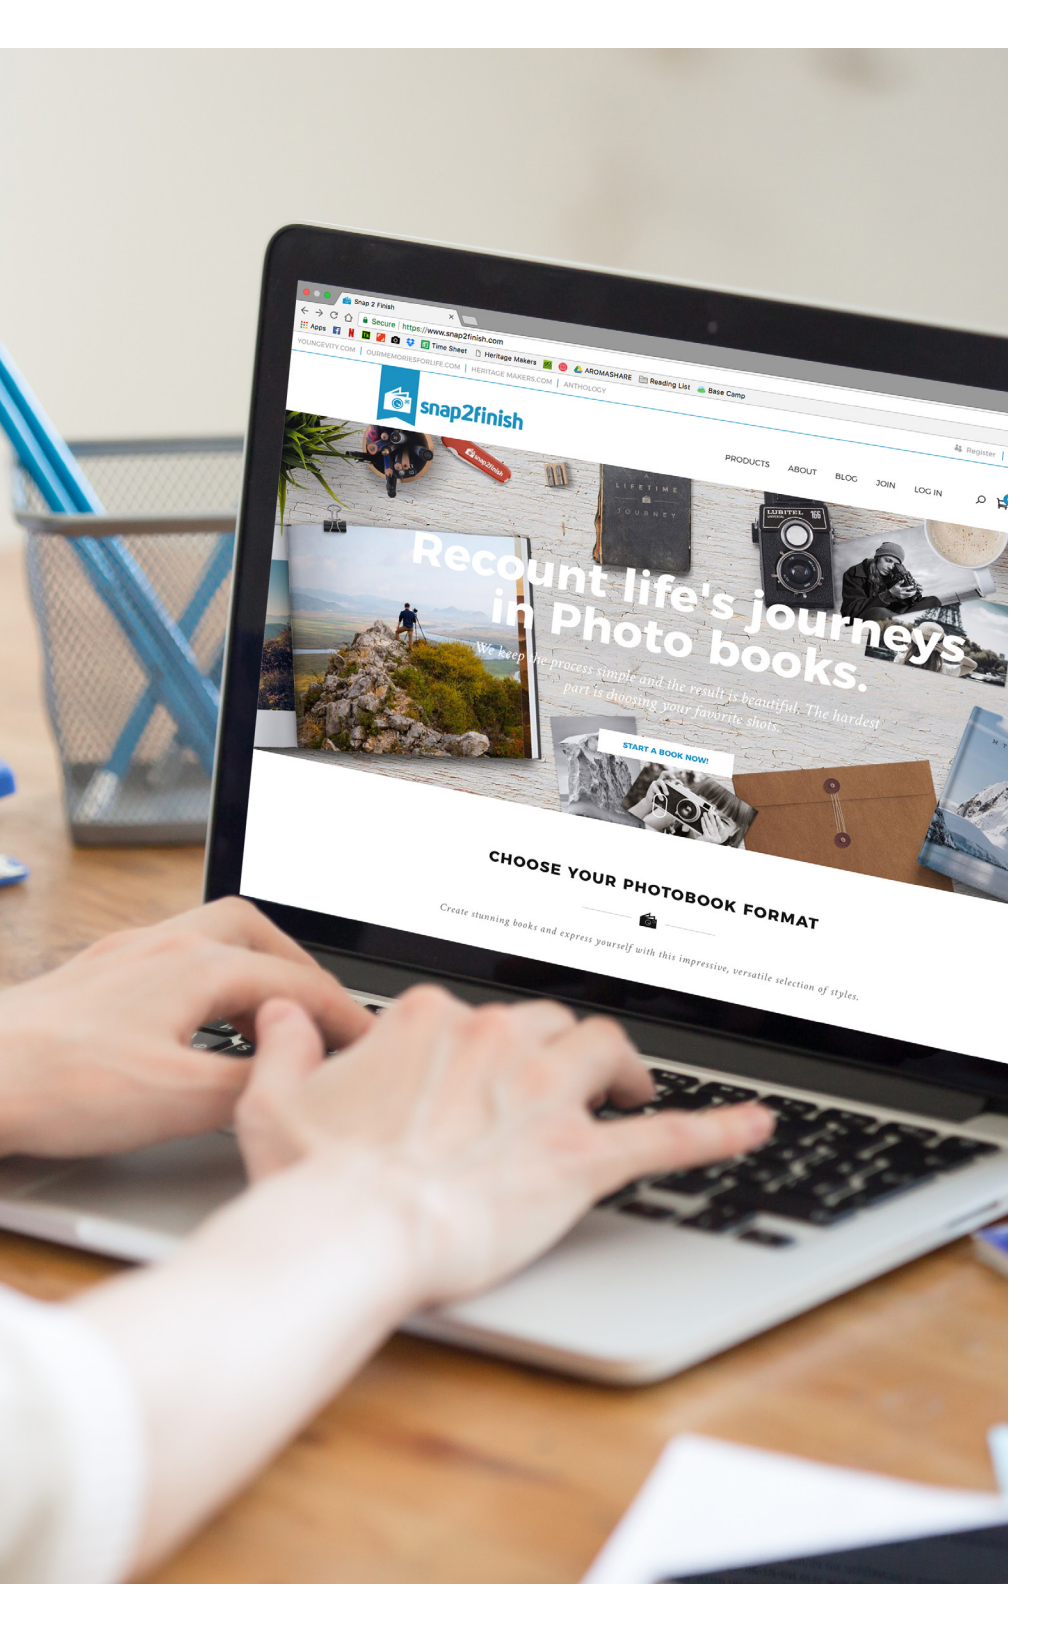 Snap 2 Finish
Secure | https://www.snap2finish.com
Apps Time Sheet Heritage Makers AROMASHARE Reading List Base Camp
YOUNGEVITY.COM | OURMEMORIESFORLIFE.COM | HERITAGE MAKERS.COM | ANTHOLOGY
Register |
snap2finish
PRODUCTS ABOUT BLOG JOIN LOG IN
snap2finish
LIFETIME
JOURNEY
LUBITEL 166
Recount life's journeys
in Photo books.
We keep the process simple and the result is beautiful. The hardest
part is choosing your favorite shots.
START A BOOK NOW!
CHOOSE YOUR PHOTOBOOK FORMAT
Create stunning books and express yourself with this impressive, versatile selection of styles.